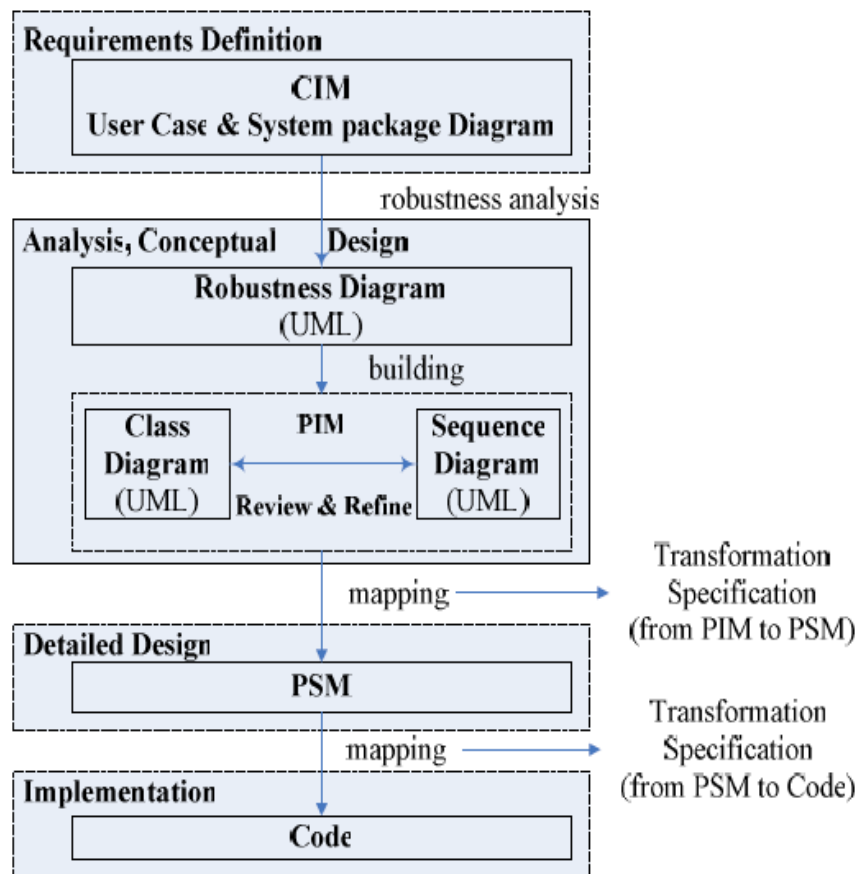 Requirements Definition
CIM
User Case & System package Diagram
robustness analysis
Analysis, Conceptual Design
Robustness Diagram
(UML)
building
Class
Diagram
(UML)
PIM
Review & Refine
Sequence
Diagram
(UML)
mapping
Transformation
Specification
(from PIM to PSM)
Detailed Design
PSM
mapping
Transformation
Specification
(from PSM to Code)
Implementation
Code